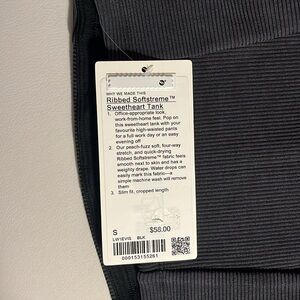 WHY WE MADE THIS
Ribbed Softstreme™
Sweetheart Tank
1. Office-appropriate look,
work-from-home feel. Pop on
this sweetheart tank with your
favourite high-waisted pants
for a full work day or an easy
evening off
2. Our peach-fuzz soft, four-way
stretch, and quick-drying
Ribbed Softstreme™ fabric feels
smooth next to skin and has a
weighty drape. Water drops can
easily mark this fabric—a
simple machine wash will remove
them
3. Slim fit, cropped length
S
$58.00
LW1EVIS BLK
000153155261